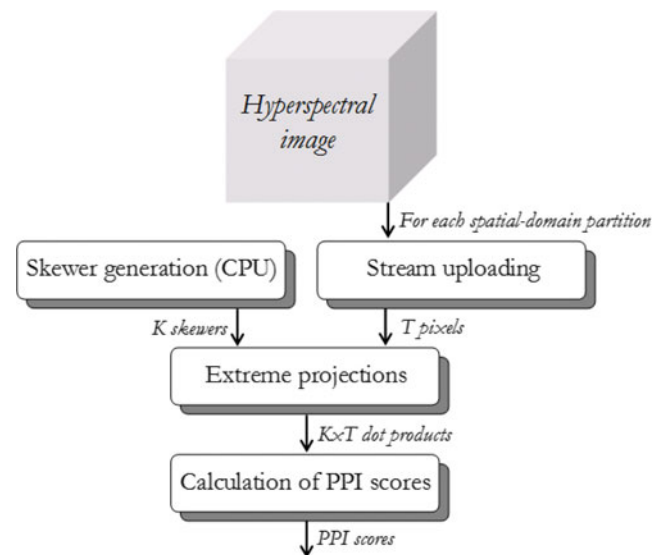 Hyperspectral
image
For each spatial-domain partition
Skewer generation (CPU)
Stream uploading
K skewers
T pixels
Extreme projections
KxT dot products
Calculation of PPI scores
PPI scores